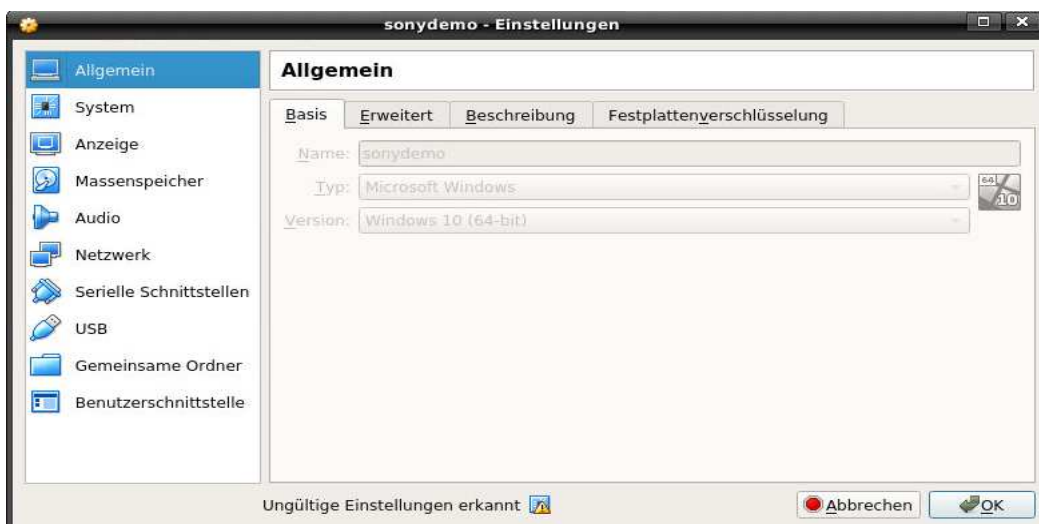 sonydemo - Einstellungen
Allgemein
System
Anzeige
Massenspeicher
Audio
Netzwerk
Serielle Schnittstellen
USB
Gemeinsame Ordner
Benutzerschnittstelle
Allgemein
Basis Erweitert Beschreibung Festplattenverschlüsselung
Name: sonydemo
Typ: Microsoft Windows
64
10
Version: Windows 10 (64-bit)
Ungültige Einstellungen erkannt
Abbrechen OK